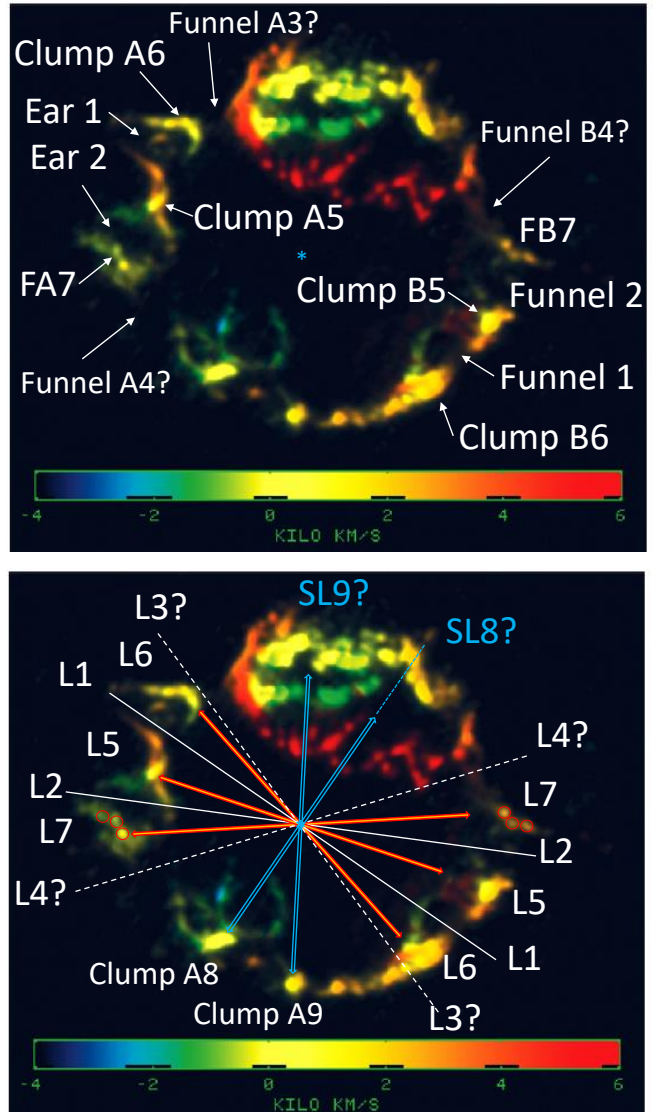 Funnel A3?
Clump A6
Ear 1
Funnel B4?
Ear 2
Clump A5
FB7
*
FA7
Clump B5
Funnel 2
Funnel A4?
Funnel 1
Clump B6
-4 -2 0 2 4 6
KILO KM/S
SL9?
L3?
SL8?
L6
L1
L4?
L5
L2
L7
L7
L2
L4?
L5
L1
L6
Clump A8
Clump A9
L3?
-4 -2 0 2 4 6
KILO KM/S